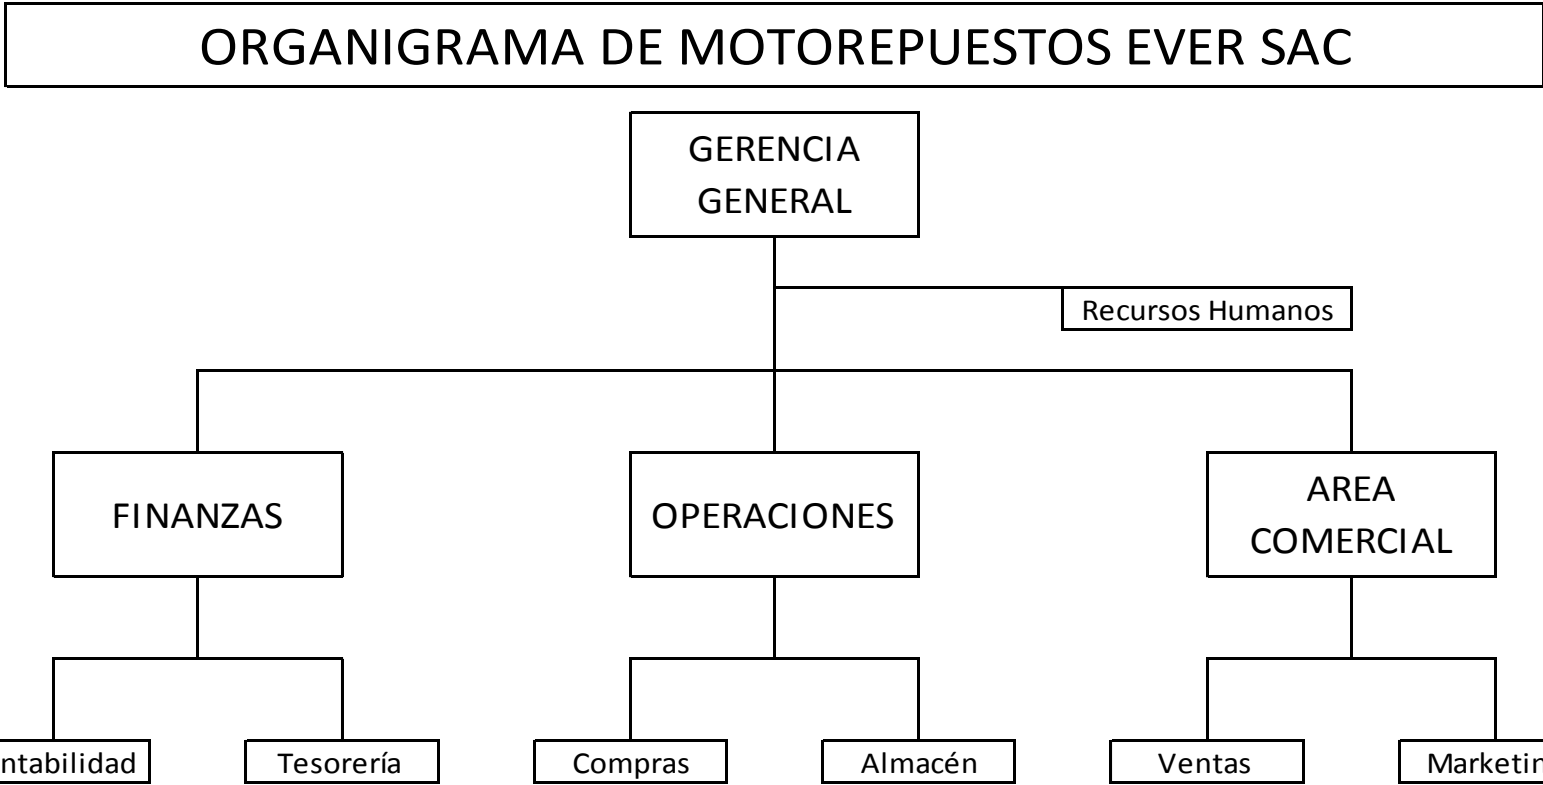 ORGANIGRAMA DE MOTOREPUESTOS EVER SAC
GERENCIA
GENERAL
Recursos Humanos
FINANZAS
OPERACIONES
AREA
COMERCIAL
ntabilidad
Tesorería
Compras
Almacén
Ventas
Marketin